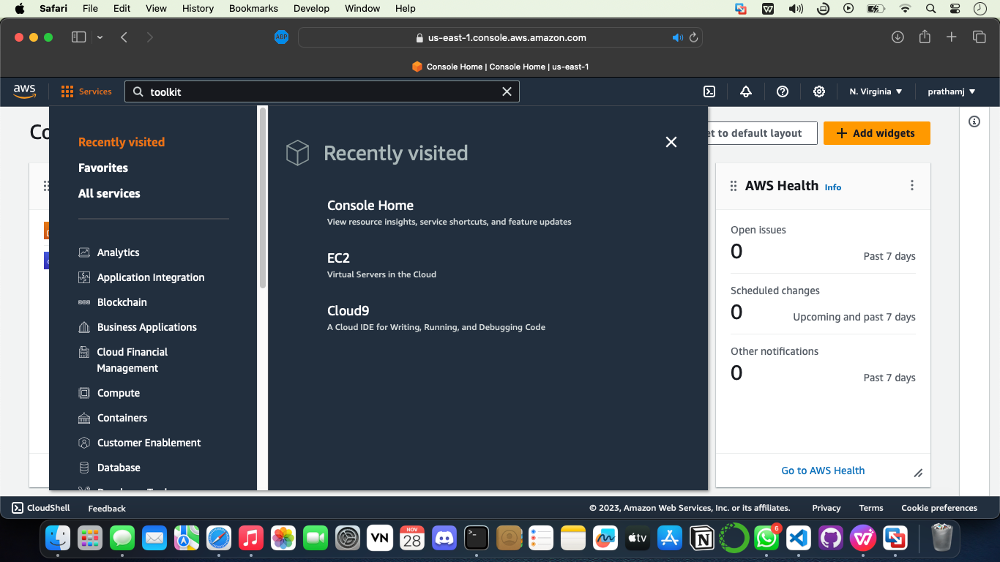 Safari File Edit View History Bookmarks Develop Window Help
ABP us-east-1.console.aws.amazon.com
Console Home | Console Home | us-east-1
aws Services toolkit N. Virginia prathamj
Recently visited
Favorites
All services
Analytics
Application Integration
Blockchain
Business Applications
Cloud Financial
Management
Compute
Containers
Customer Enablement
Database
Recently visited
Console Home
View resource insights, service shortcuts, and feature updates
EC2
Virtual Servers in the Cloud
Cloud9
A Cloud IDE for Writing, Running, and Debugging Code
to default layout
+ Add widgets
AWS Health Info
Open issues
0
Past 7 days
Scheduled changes
0
Upcoming and past 7 days
Other notifications
0
Past 7 days
Go to AWS Health
CloudShell Feedback © 2023, Amazon Web Services, Inc. or its affiliates. Privacy Terms Cookie preferences
VN NOV 28 tv 6